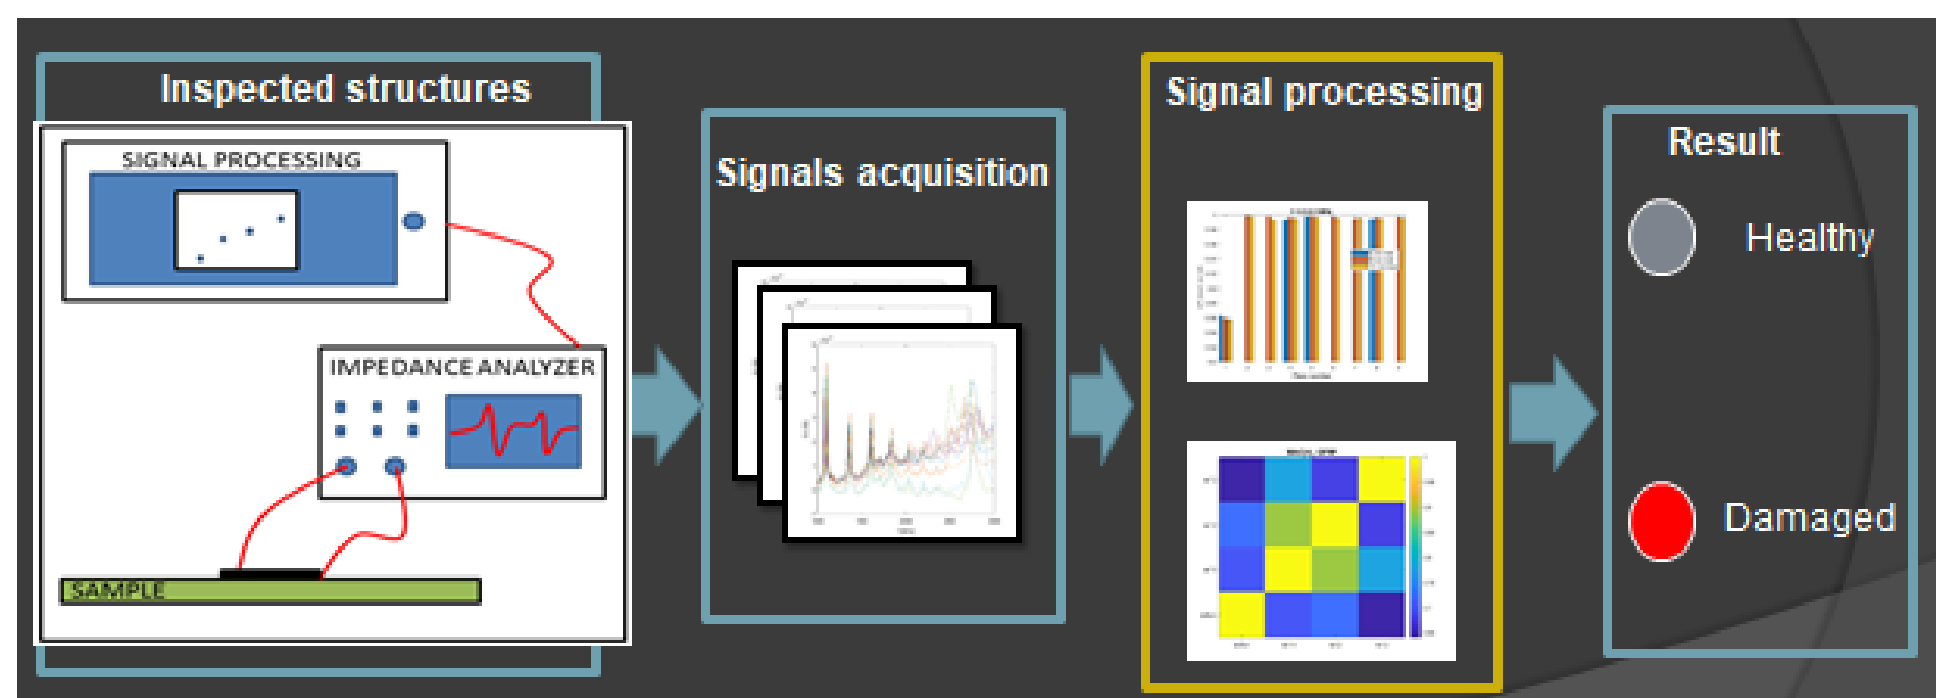 Inspected structures
SIGNAL PROCESSING
IMPEDANCE ANALYZER
SAMPLE
Signals acquisition
Signal processing
Result
Healthy
Damaged